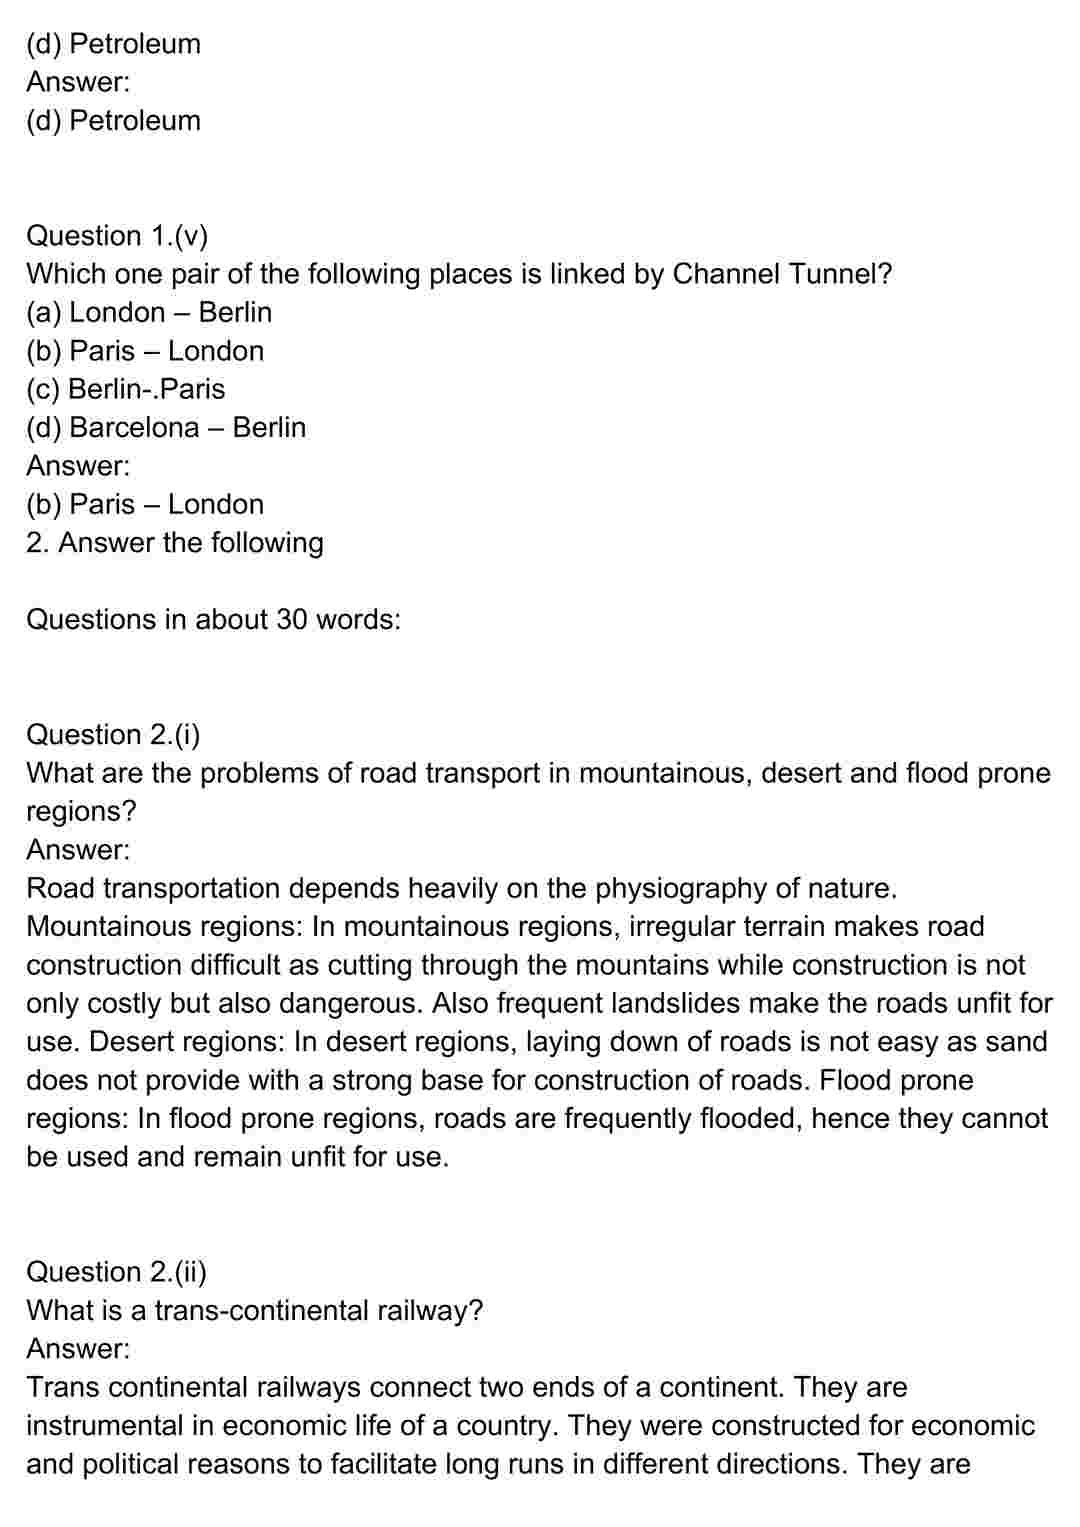 (d) Petroleum
Answer:
(d) Petroleum
Question 1.(v)
Which one pair of the following places is linked by Channel Tunnel?
(a) London – Berlin
(b) Paris – London
(c) Berlin-.Paris
(d) Barcelona – Berlin
Answer:
(b) Paris – London
2. Answer the following
Questions in about 30 words:
Question 2.(i)
What are the problems of road transport in mountainous, desert and flood prone
regions?
Answer:
Road transportation depends heavily on the physiography of nature.
Mountainous regions: In mountainous regions, irregular terrain makes road
construction difficult as cutting through the mountains while construction is not
only costly but also dangerous. Also frequent landslides make the roads unfit for
use. Desert regions: In desert regions, laying down of roads is not easy as sand
does not provide with a strong base for construction of roads. Flood prone
regions: In flood prone regions, roads are frequently flooded, hence they cannot
be used and remain unfit for use.
Question 2.(ii)
What is a trans-continental railway?
Answer:
Trans continental railways connect two ends of a continent. They are
instrumental in economic life of a country. They were constructed for economic
and political reasons to facilitate long runs in different directions. They are